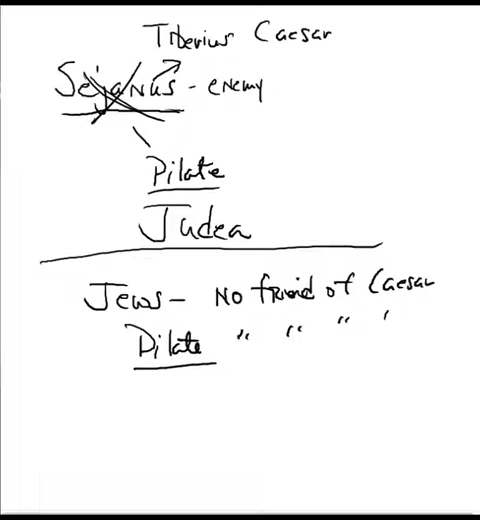 Tiberius Caesar
Sejanus - enemy
Pilate
Judea
Jews - No friend of Caesar
Pilate " " " '